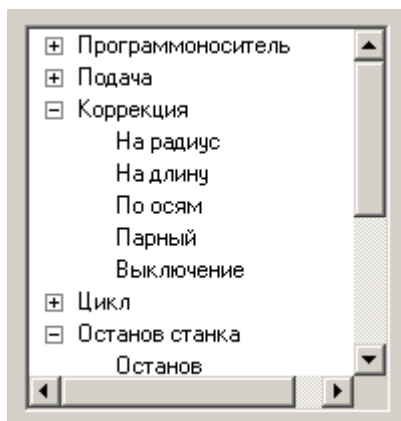 Программоноситель
Подача
Коррекция
На радиус
На длину
По осям
Парный
Выключение
Цикл
Останов станка
Останов